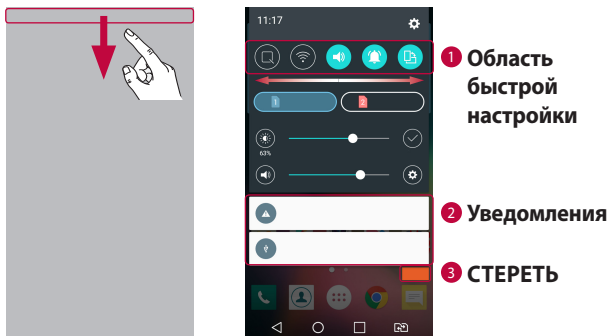 11:17
1 Область
быстрой
настройки
1
2
63%
2 Уведомления
3 СТЕРЕТЬ